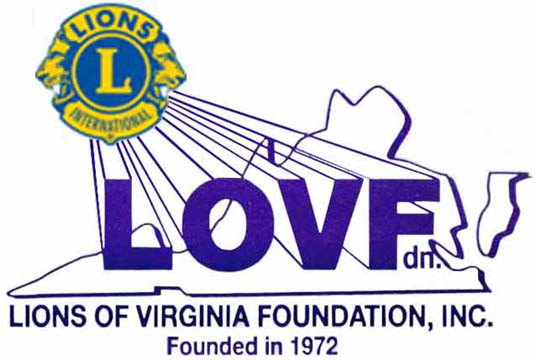 LIONS
L
INTERNATIONAL
LOVF
dn.
LIONS OF VIRGINIA FOUNDATION, INC.
Founded in 1972